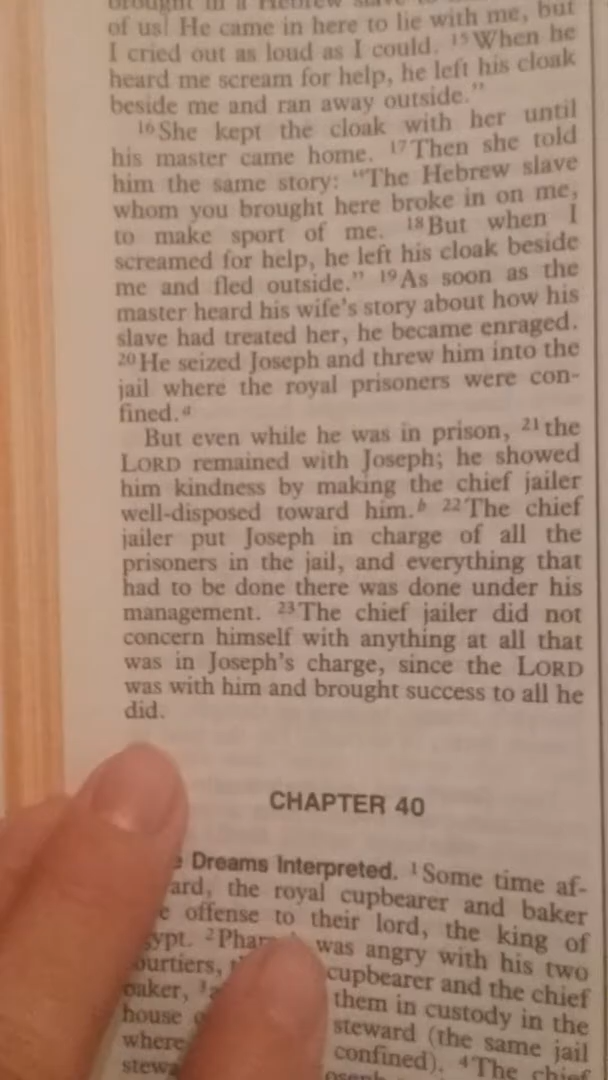 brought in a Hebrew slave to
of us! He came in here to lie with me, but
I cried out as loud as I could. 15 When he
heard me scream for help, he left his cloak
beside me and ran away outside.”
16 She kept the cloak with her until
his master came home. 17 Then she told
him the same story: “The Hebrew slave
whom you brought here broke in on me,
to make sport of me. 18 But when I
screamed for help, he left his cloak beside
me and fled outside.” 19 As soon as the
master heard his wife’s story about how his
slave had treated her, he became enraged.
20 He seized Joseph and threw him into the
jail where the royal prisoners were con-
fined.a
But even while he was in prison, 21 the
LORD remained with Joseph; he showed
him kindness by making the chief jailer
well-disposed toward him.b 22 The chief
jailer put Joseph in charge of all the
prisoners in the jail, and everything that
had to be done there was done under his
management. 23 The chief jailer did not
concern himself with anything at all that
was in Joseph’s charge, since the LORD
was with him and brought success to all he
did.
CHAPTER 40
Dreams Interpreted. 1 Some time af-
ard, the royal cupbearer and baker
offense to their lord, the king of
gypt. 2 was angry with his two
ourtiers, cupbearer and the chief
baker, 3 them in custody in the
house steward (the same jail
where confined). 4 The chief
stewa